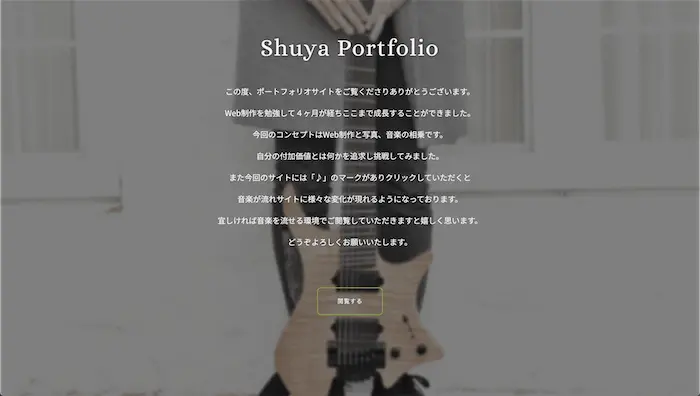 Shuya Portfolio
この度、ポートフォリオサイトをご覧くださりありがとうございます。
Web制作を勉強して４ヶ月が経ちここまで成長することができました。
今回のコンセプトはWeb制作と写真、音楽の相乗です。
自分の付加価値とは何かを追求し挑戦してみました。
また今回のサイトには「♪」のマークがありクリックしていただくと
音楽が流れサイトに様々な変化が現れるようになっております。
宜しければ音楽を流せる環境でご閲覧していただきますと嬉しく思います。
どうぞよろしくお願いいたします。
閲覧する